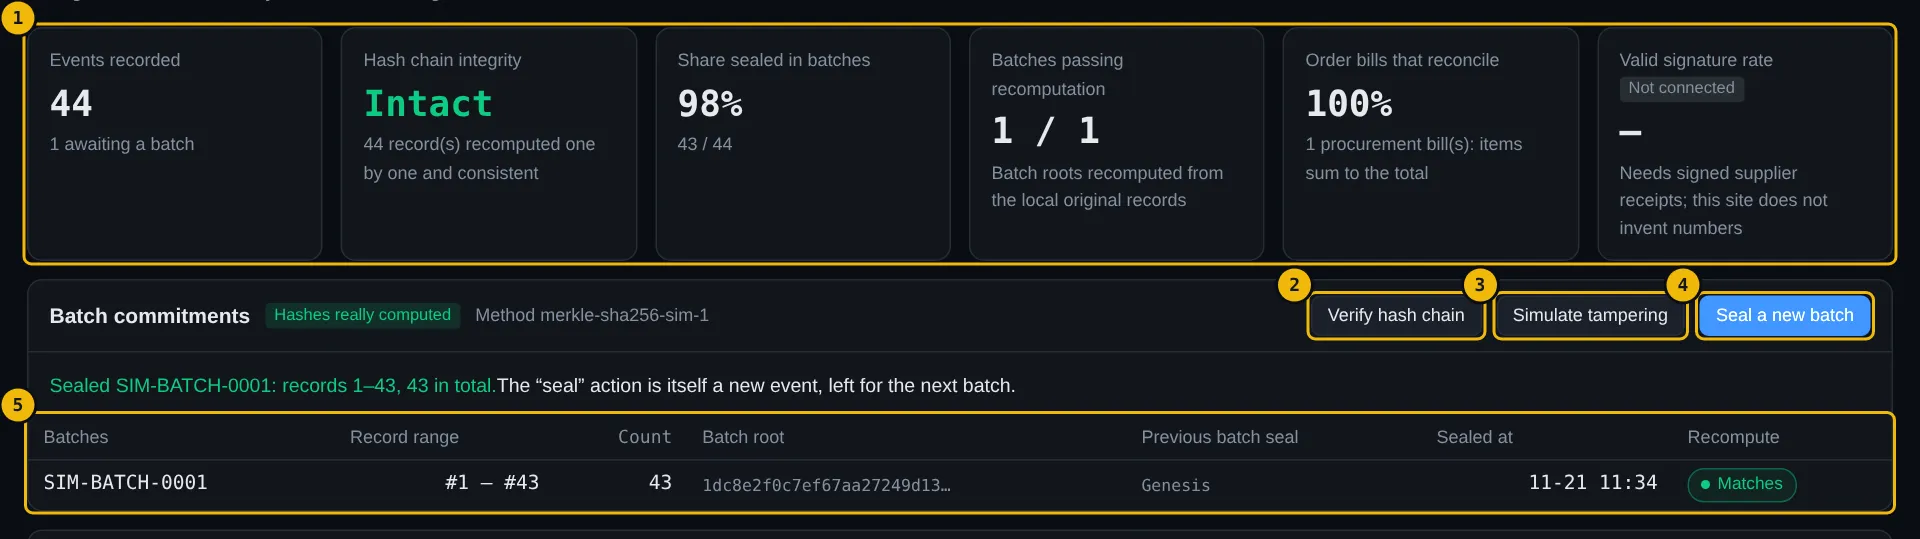 1
Events recorded
44
1 awaiting a batch
Hash chain integrity
Intact
44 record(s) recomputed one
by one and consistent
Share sealed in batches
98%
43 / 44
Batches passing
recomputation
1 / 1
Batch roots recomputed from
the local original records
Order bills that reconcile
100%
1 procurement bill(s): items
sum to the total
Valid signature rate
Not connected
—
Needs signed supplier
receipts; this site does not
invent numbers
Batch commitments Hashes really computed Method merkle-sha256-sim-1
2 Verify hash chain
3 Simulate tampering
4 Seal a new batch
Sealed SIM-BATCH-0001: records 1–43, 43 in total.The “seal” action is itself a new event, left for the next batch.
5
Batches Record range Count Batch root Previous batch seal Sealed at Recompute
SIM-BATCH-0001 #1 — #43 43 1dc8e2f0c7ef67aa27249d13… Genesis 11-21 11:34 Matches